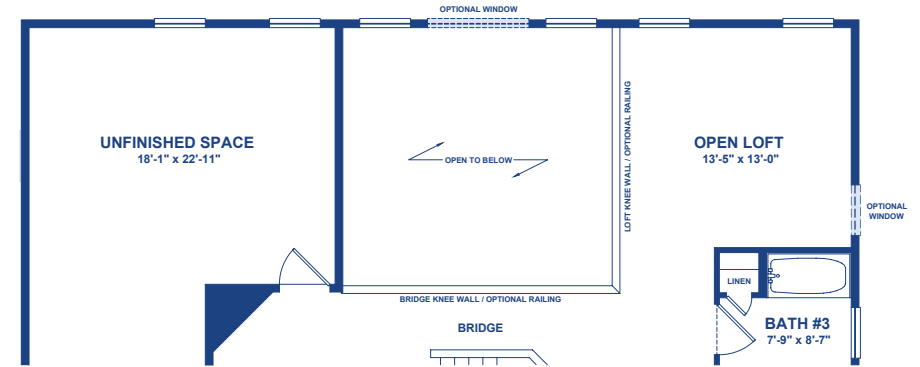 OPTIONAL WINDOW
UNFINISHED SPACE
18'-1" x 22'-11"
OPEN TO BELOW
LOFT KNEE WALL / OPTIONAL RAILING
OPEN LOFT
13'-5" x 13'-0"
OPTIONAL
WINDOW
LINEN
BRIDGE KNEE WALL / OPTIONAL RAILING
BRIDGE
BATH #3
7'-9" x 8'-7"